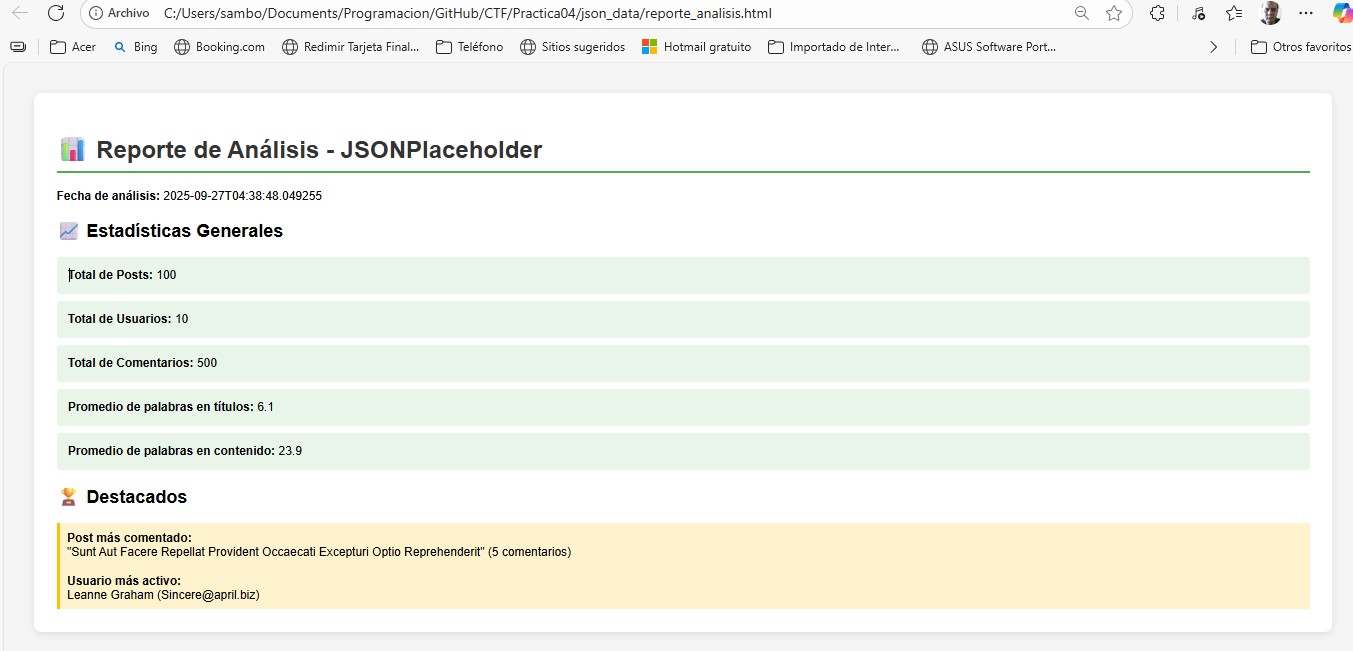 Archivo C:/Users/sambo/Documents/Programacion/GitHub/CTF/Practica04/json_data/reporte_analisis.html
Acer Bing Booking.com Redimir Tarjeta Final... Teléfono Sitios sugeridos Hotmail gratuito Importado de Inter... ASUS Software Port... Otros favoritos
Reporte de Análisis - JSONPlaceholder
Fecha de análisis: 2025-09-27T04:38:48.049255
Estadísticas Generales
Total de Posts: 100
Total de Usuarios: 10
Total de Comentarios: 500
Promedio de palabras en títulos: 6.1
Promedio de palabras en contenido: 23.9
Destacados
Post más comentado:
"Sunt Aut Facere Repellat Provident Occaecati Excepturi Optio Reprehenderit" (5 comentarios)
Usuario más activo:
Leanne Graham (Sincere@april.biz)